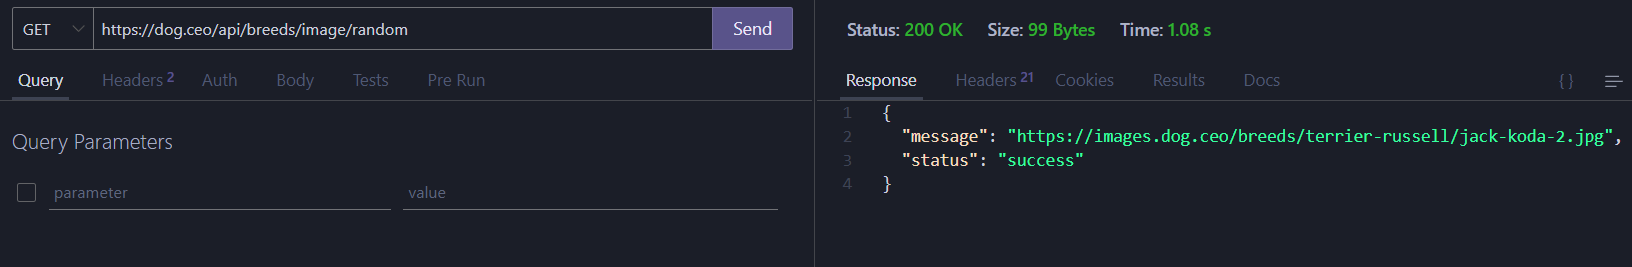 GET https://dog.ceo/api/breeds/image/random Send
Query Headers 2 Auth Body Tests Pre Run
Query Parameters
parameter value
Status: 200 OK Size: 99 Bytes Time: 1.08 s
Response Headers 21 Cookies Results Docs { }
1 {
2 "message": "https://images.dog.ceo/breeds/terrier-russell/jack-koda-2.jpg",
3 "status": "success"
4 }